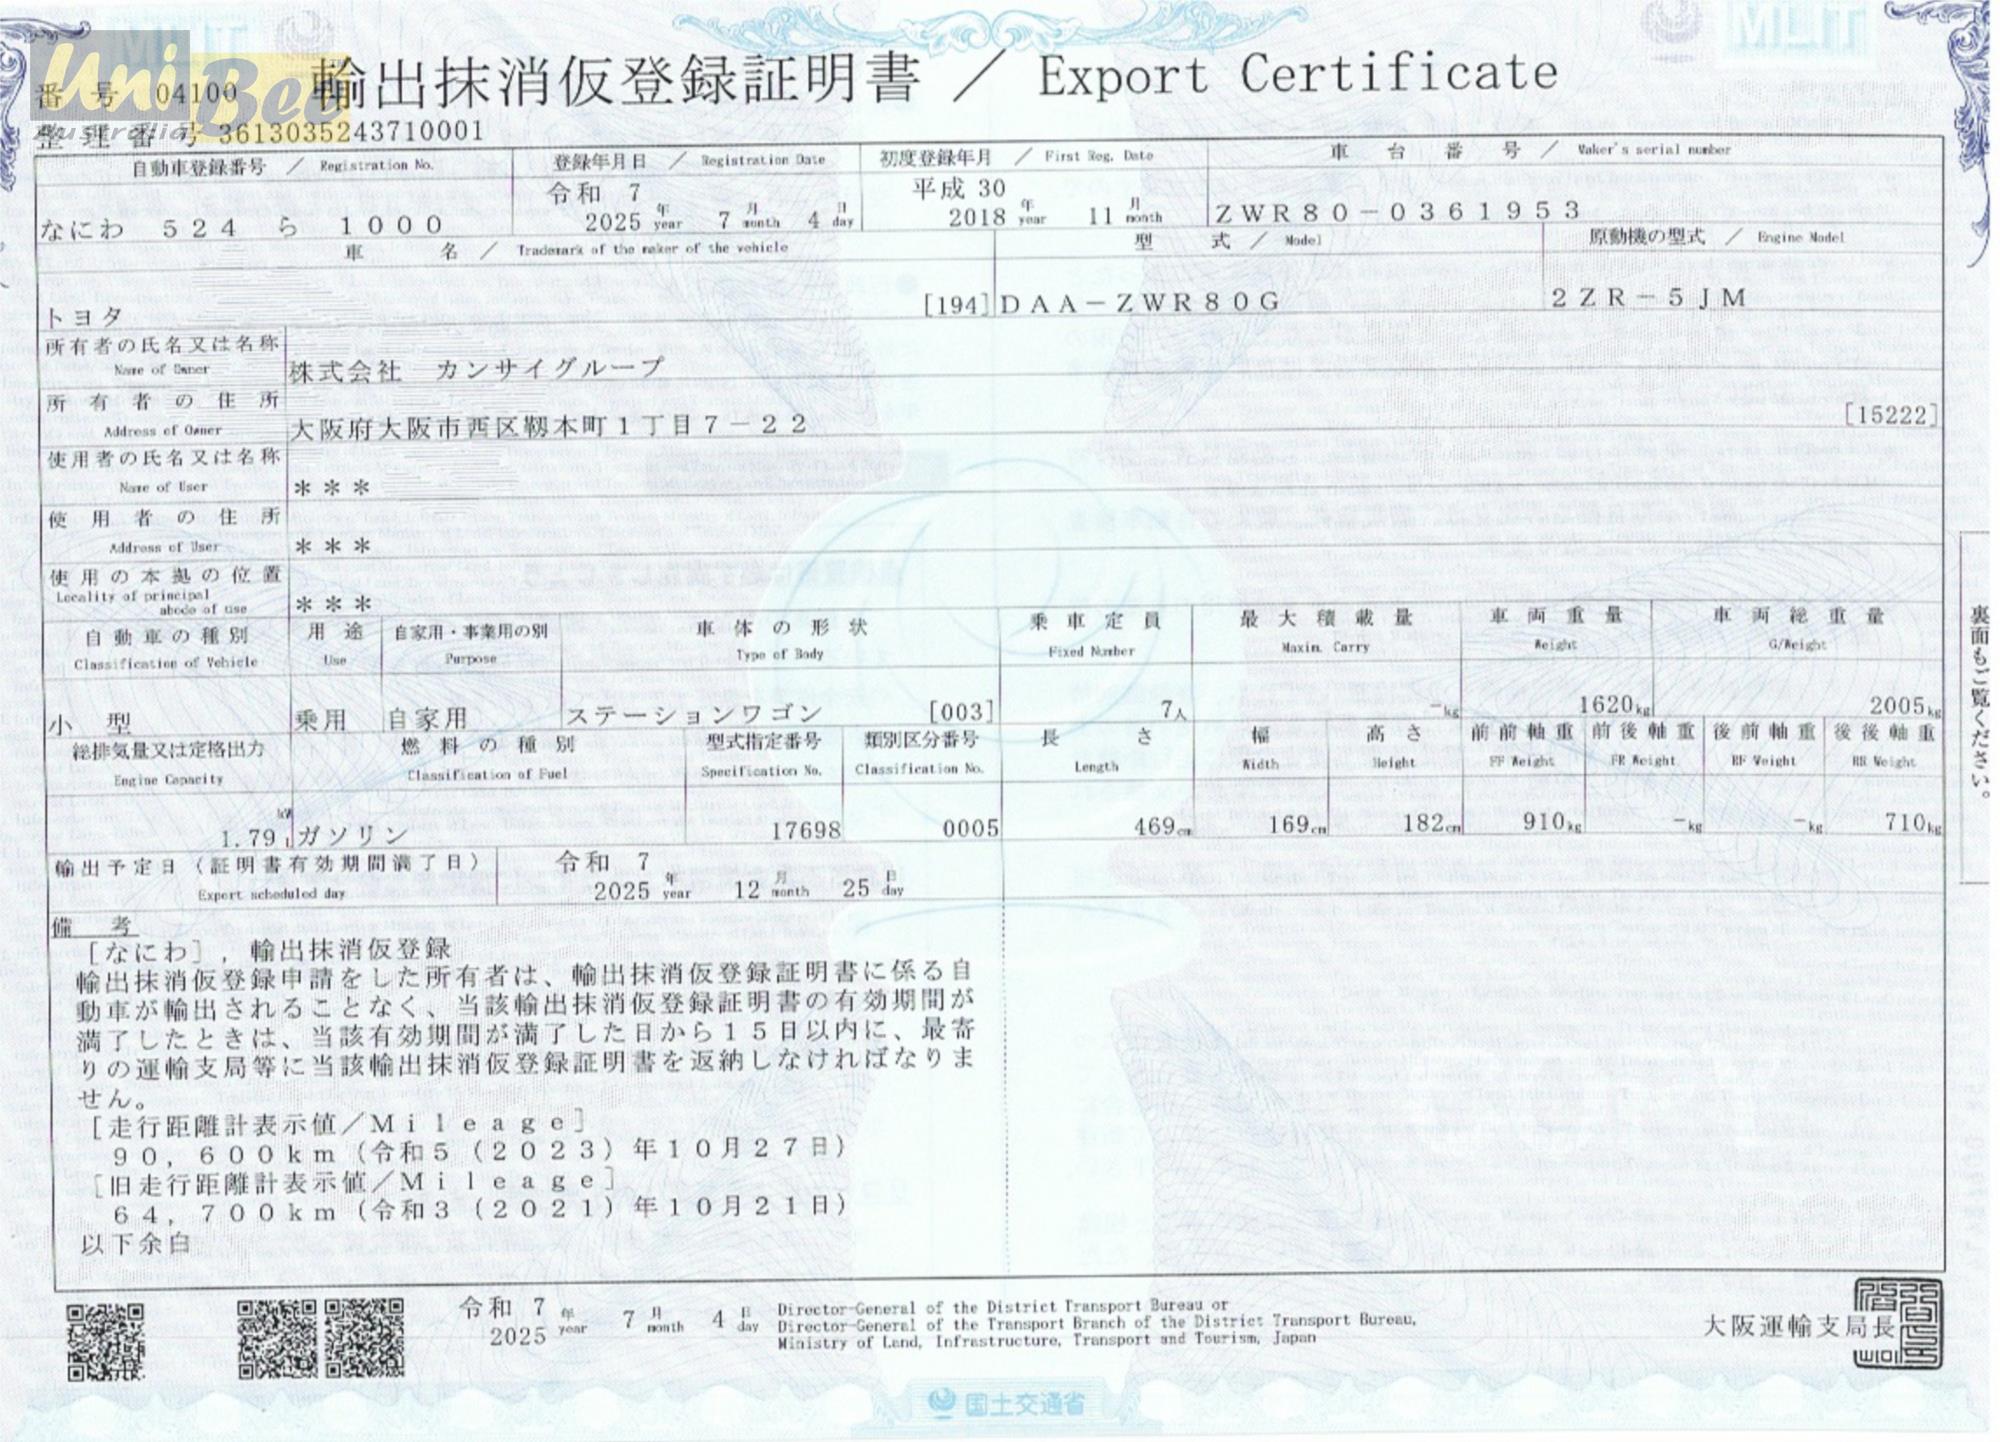 MLIT
MLIT
Uni Bee
Australia
番 号 04100 輸出抹消仮登録証明書 ／ Export Certificate
整 理 番 号 3613035243710001
自動車登録番号 ／ Registration No. 登録年月日 ／ Registration Date 初度登録年月 ／ First Reg. Date 車 台 番 号 ／ Maker's serial number
令和 7 平成 30
なにわ 524 ら 1000 2025 年 year 7 月 month 4 日 day 2018 年 year 11 月 month ZWR80-0361953
車 名 ／ Trademark of the maker of the vehicle 型 式 ／ Model 原動機の型式 ／ Engine Model
トヨタ [194] DAA-ZWR80G 2ZR-5JM
所有者の氏名又は名称
Name of Owner 株式会社 カンサイグループ
所有者の住所
Address of Owner 大阪府大阪市西区靱本町1丁目7-22 [15222]
使用者の氏名又は名称
Name of User ＊＊＊
使用者の住所
Address of User ＊＊＊
使用の本拠の位置
Locality of principal
abode of use ＊＊＊
自動車の種別 用途 自家用・事業用の別 車体の形状 乗車定員 最大積載量 車両重量 車両総重量
Classification of Vehicle Use Purpose Type of Body Fixed Number Maxim. Carry Weight G/Weight
小 型 乗用 自家用 ステーションワゴン [003] 7人 -kg 1620kg 2005kg
総排気量又は定格出力 燃料の種別 型式指定番号 類別区分番号 長さ 幅 高さ 前前軸重 前後軸重 後前軸重 後後軸重
Engine Capacity Classification of Fuel Specification No. Classification No. Length Width Height FF Weight FR Weight RF Weight RR Weight
kW
1.79 L ガソリン 17698 0005 469cm 169cm 182cm 910kg -kg -kg 710kg
輸出予定日（証明書有効期間満了日） 令和 7
Export scheduled day 2025 年 year 12 月 month 25 日 day
備 考
［なにわ］，輸出抹消仮登録
輸出抹消仮登録申請をした所有者は、輸出抹消仮登録証明書に係る自
動車が輸出されることなく、当該輸出抹消仮登録証明書の有効期間が
満了したときは、当該有効期間が満了した日から15日以内に、最寄
りの運輸支局等に当該輸出抹消仮登録証明書を返納しなければなりま
せん。
［走行距離計表示値／Mileage］
90,600km（令和5（2023）年10月27日）
［旧走行距離計表示値／Mileage］
64,700km（令和3（2021）年10月21日）
以下余白
裏面もご覧ください。
令和 7 年 7 月 4 日
2025 year month day
Director-General of the District Transport Bureau or
Director-General of the Transport Branch of the District Transport Bureau,
Ministry of Land, Infrastructure, Transport and Tourism, Japan
大阪運輸支局長
国土交通省